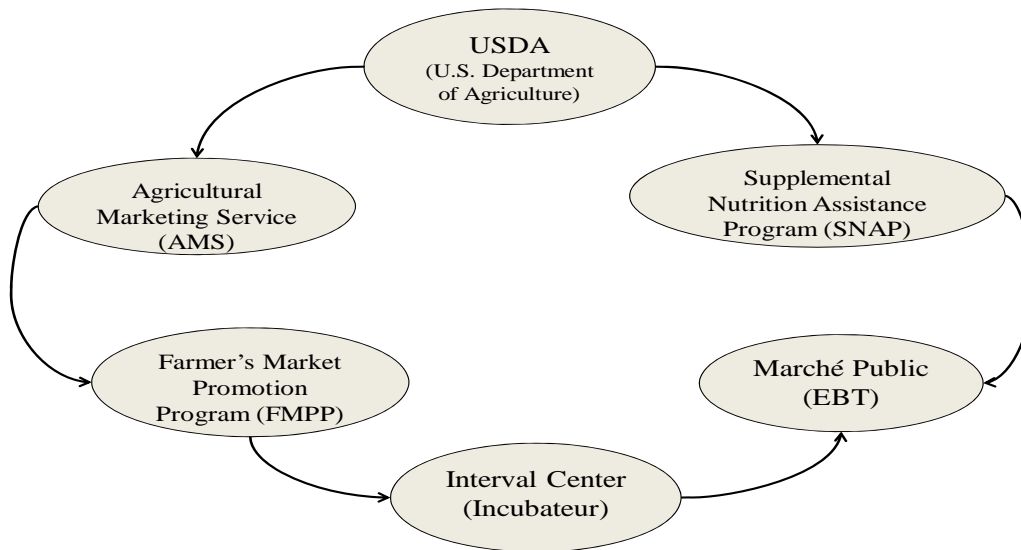 USDA
(U.S. Department
of Agriculture)
Agricultural
Marketing Service
(AMS)
Supplemental
Nutrition Assistance
Program (SNAP)
Farmer’s Market
Promotion
Program (FMPP)
Marché Public
(EBT)
Interval Center
(Incubateur)